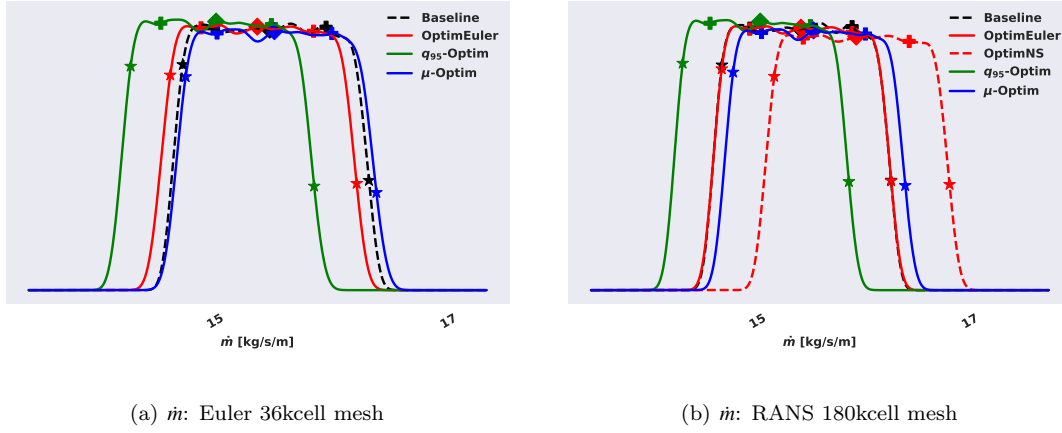 Baseline
OptimEuler
q₉₅-Optim
μ-Optim
15
17
ṁ [kg/s/m]
(a) ṁ: Euler 36kcell mesh
Baseline
OptimEuler
OptimNS
q₉₅-Optim
μ-Optim
15
17
ṁ [kg/s/m]
(b) ṁ: RANS 180kcell mesh